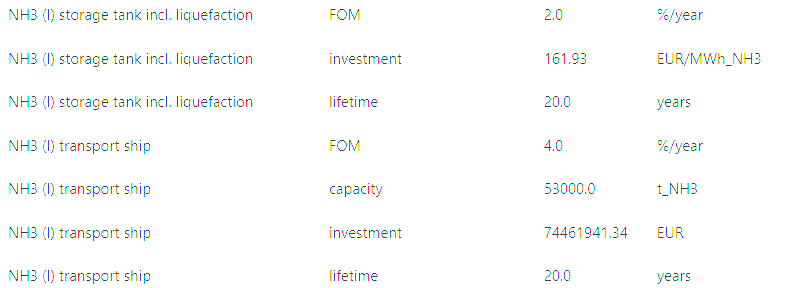 NH3 (l) storage tank incl. liquefaction FOM 2.0 %/year
NH3 (l) storage tank incl. liquefaction investment 161.93 EUR/MWh_NH3
NH3 (l) storage tank incl. liquefaction lifetime 20.0 years
NH3 (l) transport ship FOM 4.0 %/year
NH3 (l) transport ship capacity 53000.0 t_NH3
NH3 (l) transport ship investment 74461941.34 EUR
NH3 (l) transport ship lifetime 20.0 years